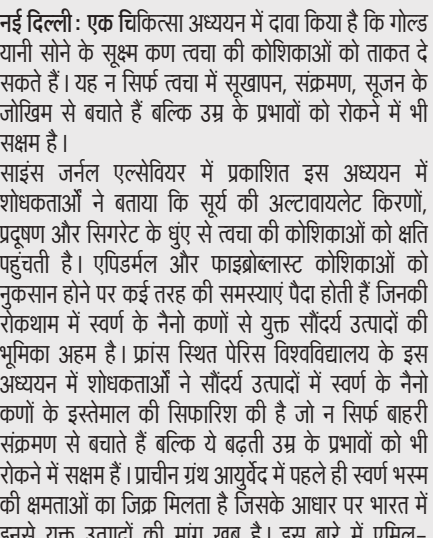 नई दिल्ली: एक चिकित्सा अध्ययन में दावा किया है कि गोल्ड
यानी सोने के सूक्ष्म कण त्वचा की कोशिकाओं को ताकत दे
सकते हैं। यह न सिर्फ त्वचा में सूखापन, संक्रमण, सूजन के
जोखिम से बचाते हैं बल्कि उम्र के प्रभावों को रोकने में भी
सक्षम है।
साइंस जर्नल एल्सेवियर में प्रकाशित इस अध्ययन में
शोधकर्ताओं ने बताया कि सूर्य की अल्टावायलेट किरणों,
प्रदूषण और सिगरेट के धुंए से त्वचा की कोशिकाओं को क्षति
पहुंचती है। एपिडर्मल और फाइब्रोब्लास्ट कोशिकाओं को
नुकसान होने पर कई तरह की समस्याएं पैदा होती हैं जिनकी
रोकथाम में स्वर्ण के नैनो कणों से युक्त सौंदर्य उत्पादों की
भूमिका अहम है। फ्रांस स्थित पेरिस विश्वविद्यालय के इस
अध्ययन में शोधकर्ताओं ने सौंदर्य उत्पादों में स्वर्ण के नैनो
कणों के इस्तेमाल की सिफारिश की है जो न सिर्फ बाहरी
संक्रमण से बचाते हैं बल्कि ये बढ़ती उम्र के प्रभावों को भी
रोकने में सक्षम हैं। प्राचीन ग्रंथ आयुर्वेद में पहले ही स्वर्ण भस्म
की क्षमताओं का जिक्र मिलता है जिसके आधार पर भारत में
इनसे युक्त उत्पादों की मांग खूब है। इस बारे में एमिल-